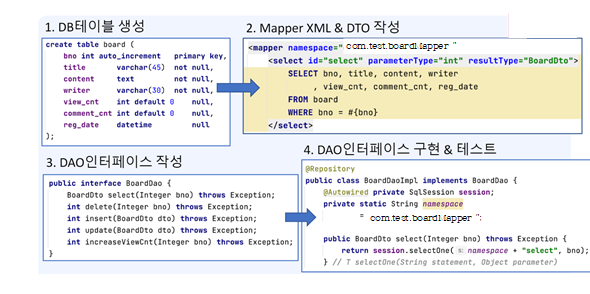 1. DB테이블 생성
create table board (
bno int auto_increment primary key,
title varchar(45) not null,
content text not null,
writer varchar(30) not null,
view_cnt int default 0 null,
comment_cnt int default 0 null,
reg_date datetime null
);
2. Mapper XML & DTO 작성
<mapper namespace=" com.test.boardMapper "
<select id="select" parameterType="int" resultType="BoardDto">
SELECT bno, title, content, writer
, view_cnt, comment_cnt, reg_date
FROM board
WHERE bno = #{bno}
</select>
3. DAO인터페이스 작성
public interface BoardDao {
BoardDto select(Integer bno) throws Exception;
int delete(Integer bno) throws Exception;
int insert(BoardDto dto) throws Exception;
int update(BoardDto dto) throws Exception;
int increaseViewCnt(Integer bno) throws Exception;
}
4. DAO인터페이스 구현 & 테스트
@Repository
public class BoardDaoImpl implements BoardDao {
@Autowired private SqlSession session;
private static String namespace
= com.test.boardMapper ";
public BoardDto select(Integer bno) throws Exception {
return session.selectOne( s: namespace + "select", bno);
} // T selectOne(String statement, Object parameter)